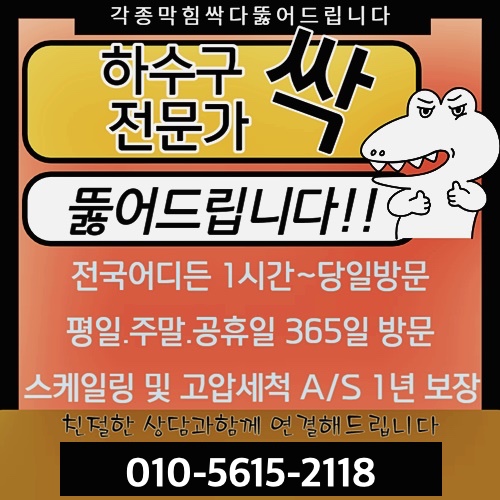 각종막힘싹다뚫어드립니다
하수구
전문가
싹
뚫어드립니다!!
전국어디든 1시간~당일방문
평일.주말.공휴일 365일 방문
스케일링 및 고압세척 A/S 1년 보장
친절한 상담과함께 연결해드립니다
010-5615-2118